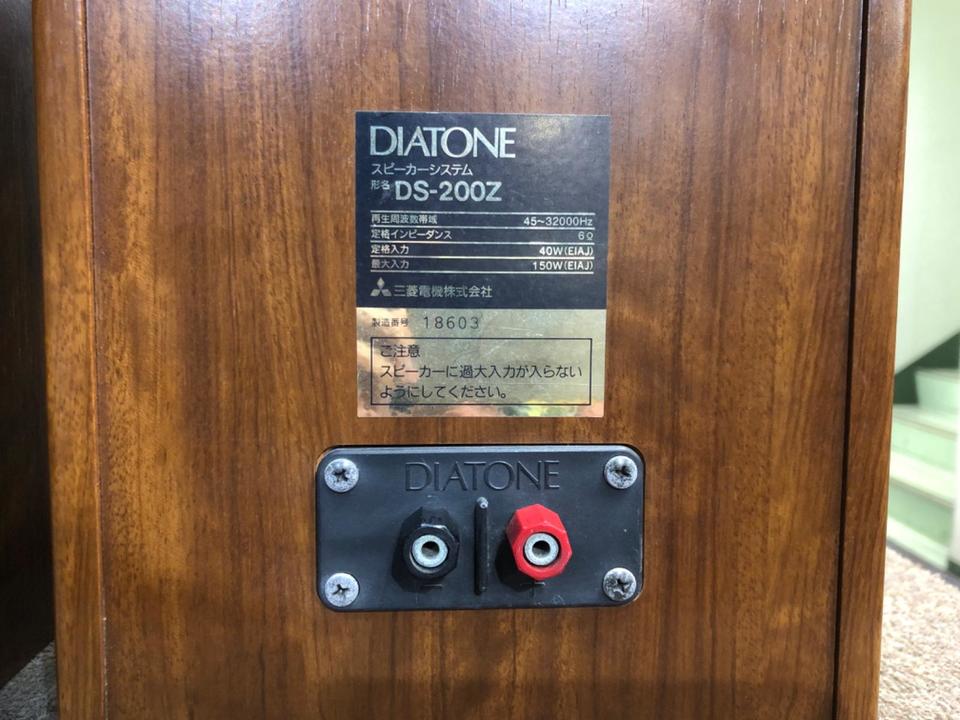 DIATONE
スピーカーシステム
形名 DS-200Z
再生周波数帯域 45~32000Hz
定格インピーダンス 6Ω
定格入力 40W(EIAJ)
最大入力 150W(EIAJ)
三菱電機株式会社
製造番号 18603
ご注意
スピーカーに過大入力が入らない
ようにしてください。
DIATONE